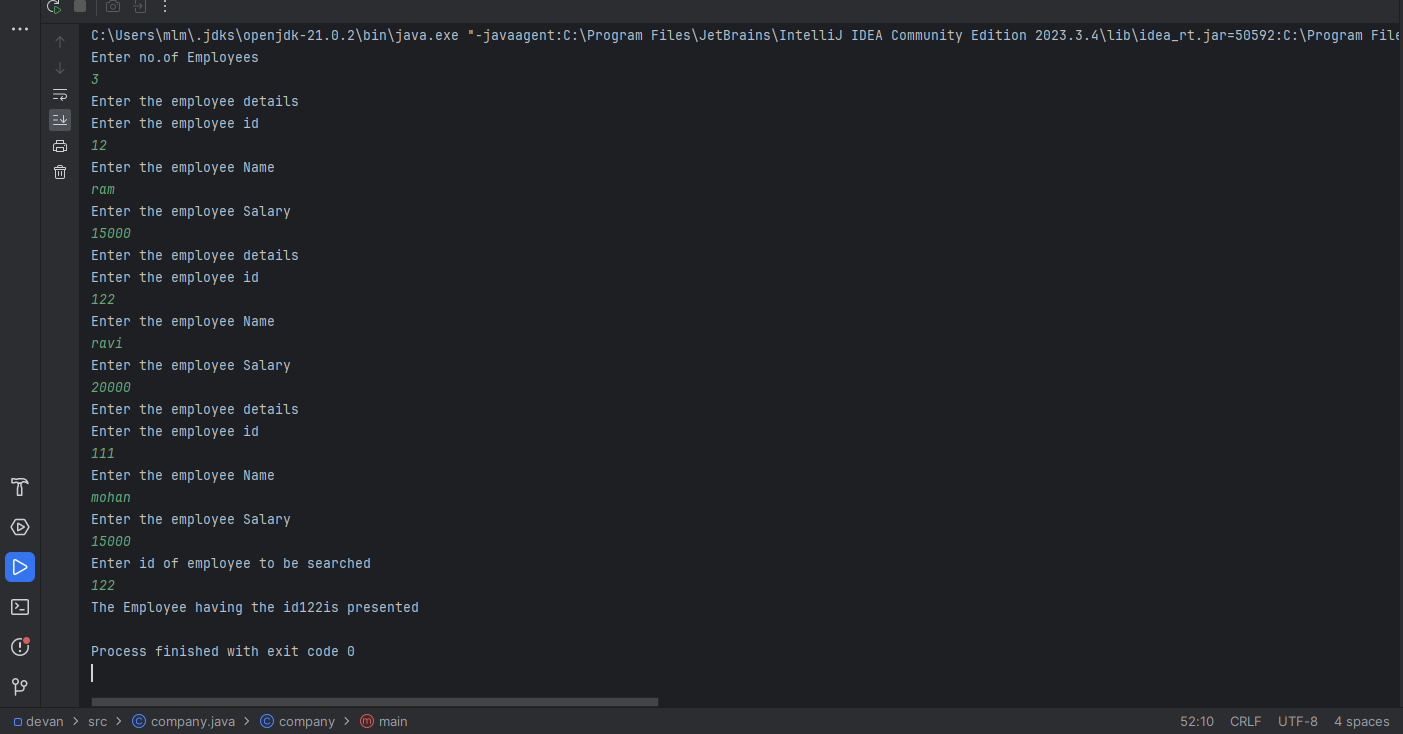 C:\Users\mlm\.jdks\openjdk-21.0.2\bin\java.exe "-javaagent:C:\Program Files\JetBrains\IntelliJ IDEA Community Edition 2023.3.4\lib\idea_rt.jar=50592:C:\Program File
Enter no.of Employees
3
Enter the employee details
Enter the employee id
12
Enter the employee Name
ram
Enter the employee Salary
15000
Enter the employee details
Enter the employee id
122
Enter the employee Name
ravi
Enter the employee Salary
20000
Enter the employee details
Enter the employee id
111
Enter the employee Name
mohan
Enter the employee Salary
15000
Enter id of employee to be searched
122
The Employee having the id122is presented
Process finished with exit code 0
devan > src > company.java > company > main 52:10 CRLF UTF-8 4 spaces